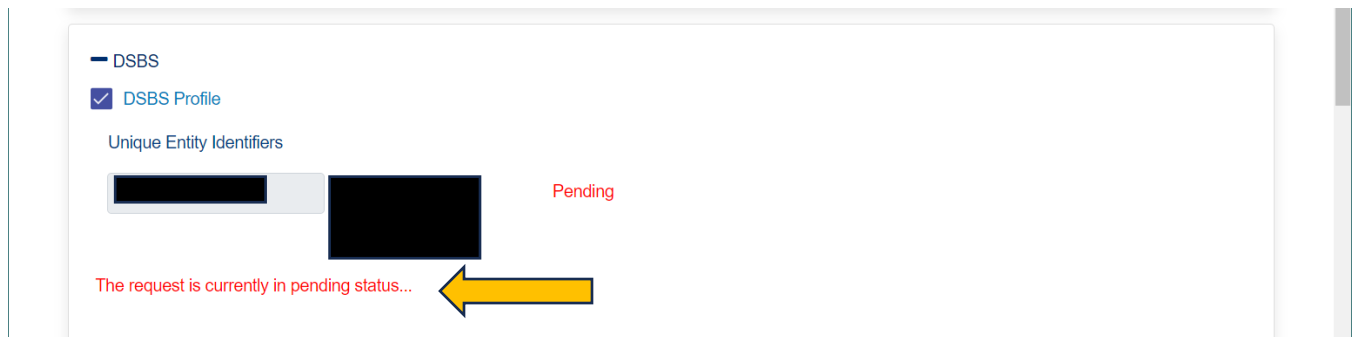 DSBS
DSBS Profile
Unique Entity Identifiers
Pending
The request is currently in pending status...